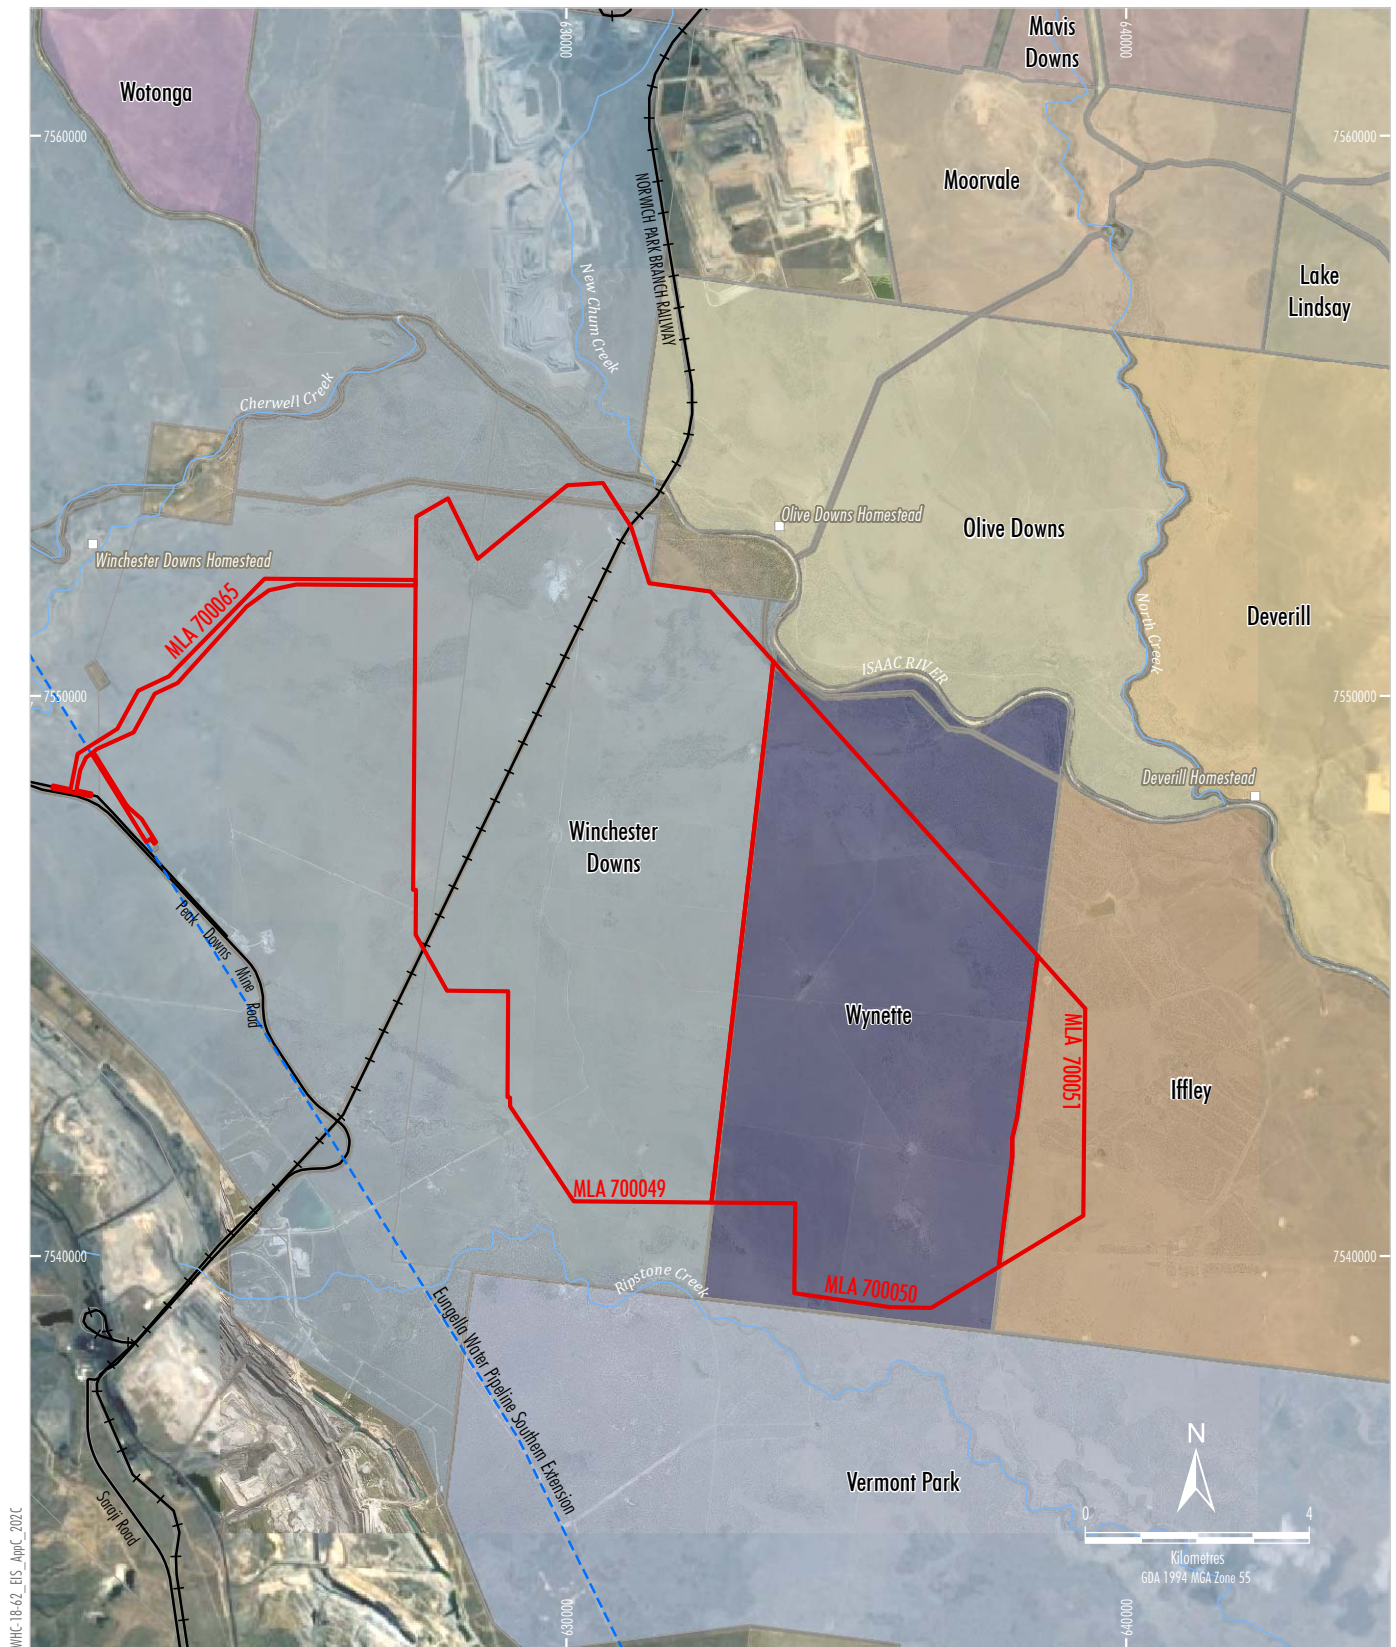 630000
640000
Mavis
Downs
Wotonga
7560000
7560000
Moorvale
NORWICH PARK BRANCH RAILWAY
New Chum Creek
Lake
Lindsay
Cherwell Creek
Olive Downs Homestead
Olive Downs
Winchester Downs Homestead
MLA 700065
North Creek
Deverill
ISAAC RIVER
7550000
7550000
Deverill Homestead
Winchester
Downs
Peak Downs Mine Road
Wynette
MLA 700051
Iffley
MLA 700049
7540000
7540000
Ripstone Creek
MLA 700050
Eungella Water Pipeline Southern Extension
N
Vermont Park
Saraji Road
0 4
Kilometres
GDA 1994 MGA Zone 55
WHC-18-62_EIS_AppC_202C
630000
640000